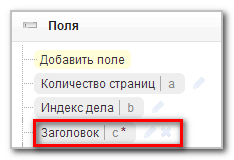 Поля
Добавить поле
Количество страниц | a
Индекс дела | b
Заголовок | c *